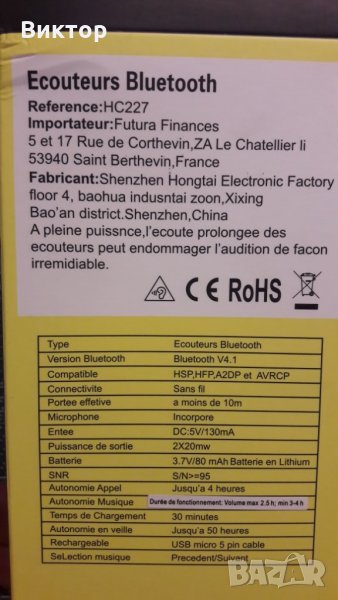 Виктор
Ecouteurs Bluetooth
Reference:HC227
Importateur:Futura Finances
5 et 17 Rue de Corthevin,ZA Le Chatellier li
53940 Saint Berthevin,France
Fabricant:Shenzhen Hongtai Electronic Factory
floor 4, baohua indusntai zoon,Xixing
Bao'an district.Shenzhen,China
A pleine puissnce,l'ecoute prolongee des
ecouteurs peut endommager l'audition de facon
irremidiable.
CE RoHS
Type Ecouteurs Bluetooth
Version Bluetooth Bluetooth V4.1
Compatible HSP,HFP,A2DP et AVRCP
Connectivite Sans fil
Portee effetive a moins de 10m
Microphone Incorpore
Entee DC:5V/130mA
Puissance de sortie 2X20mw
Batterie 3.7V/80 mAh Batterie en Lithium
SNR S/N>=95
Autonomie Appel Jusqu'a 4 heures
Autonomie Musique Durée de fonctionnement: Volume max 2,5 h; min 3-4 h
Temps de Chargement 30 minutes
Autonomie en veille Jusqu'a 50 heures
Rechargeable USB micro 5 pin cable
SeLection musique Precedent/Suivant
BAZAR